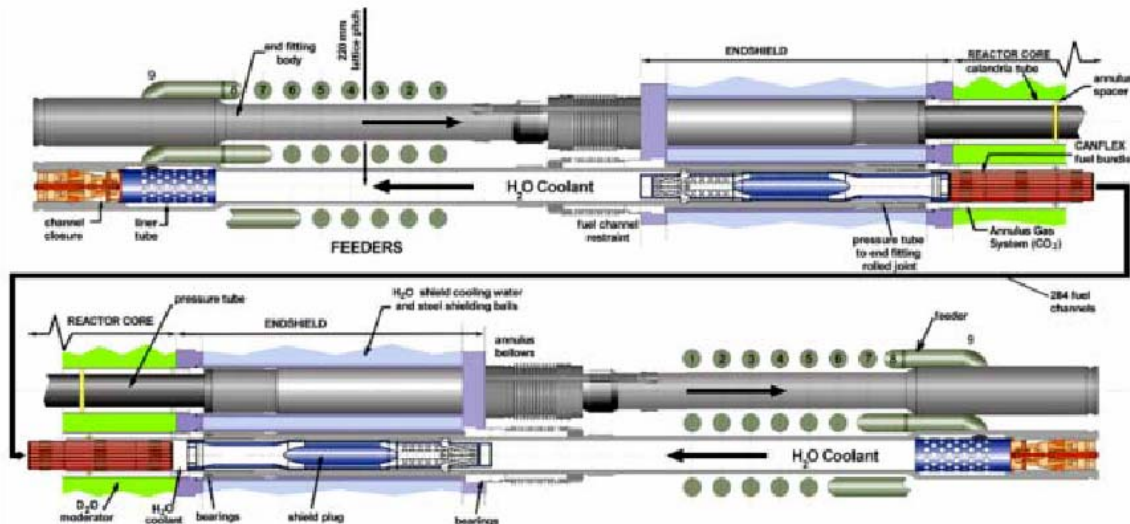 end fitting
body
220 mm
lattice pitch
ENDSHIELD
REACTOR CORE
calandria tube
annulus
spacer
9
8
7
6
5
4
3
2
1
CANFLEX
fuel bundle
H2O Coolant
channel
closure
liner
tube
FEEDERS
fuel channel
restraint
pressure tube
to end fitting
rolled joint
Annulus Gas
System (CO2)
284 fuel
channels
pressure tube
H2O shield cooling water
and steel shielding balls
REACTOR CORE
ENDSHIELD
annulus
bellows
feeder
1
2
3
4
5
6
7
8
9
H2O Coolant
D2O
moderator
H2O
coolant
bearings
shield plug
bearings